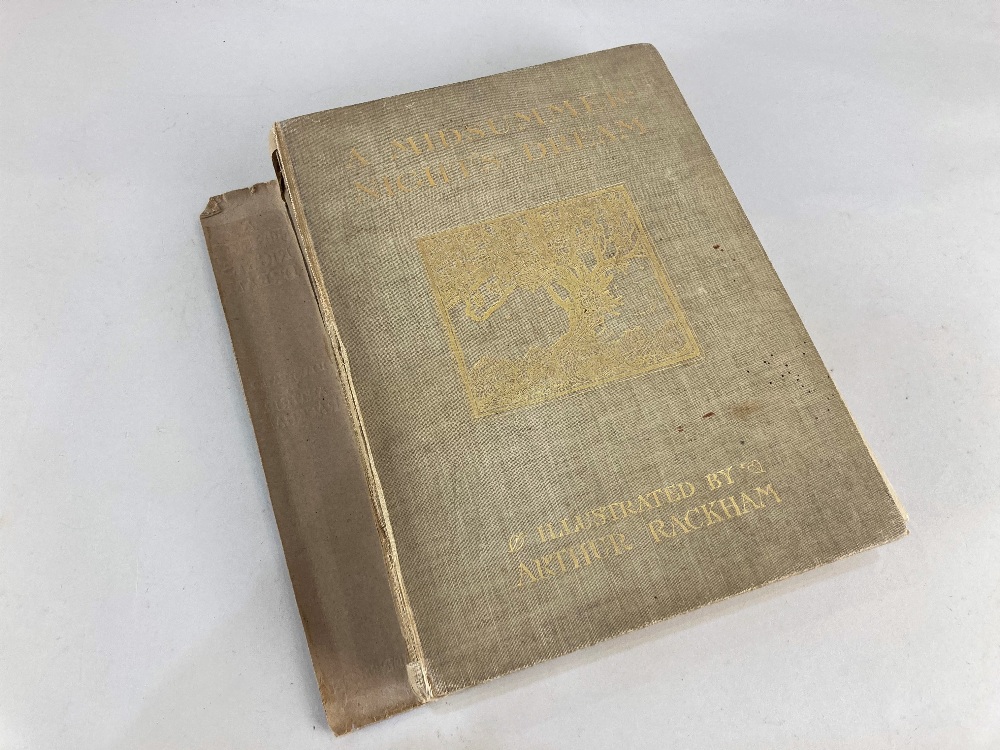 A MIDSUMMER
NIGHT'S DREAM
ILLUSTRATED BY
ARTHUR RACKHAM